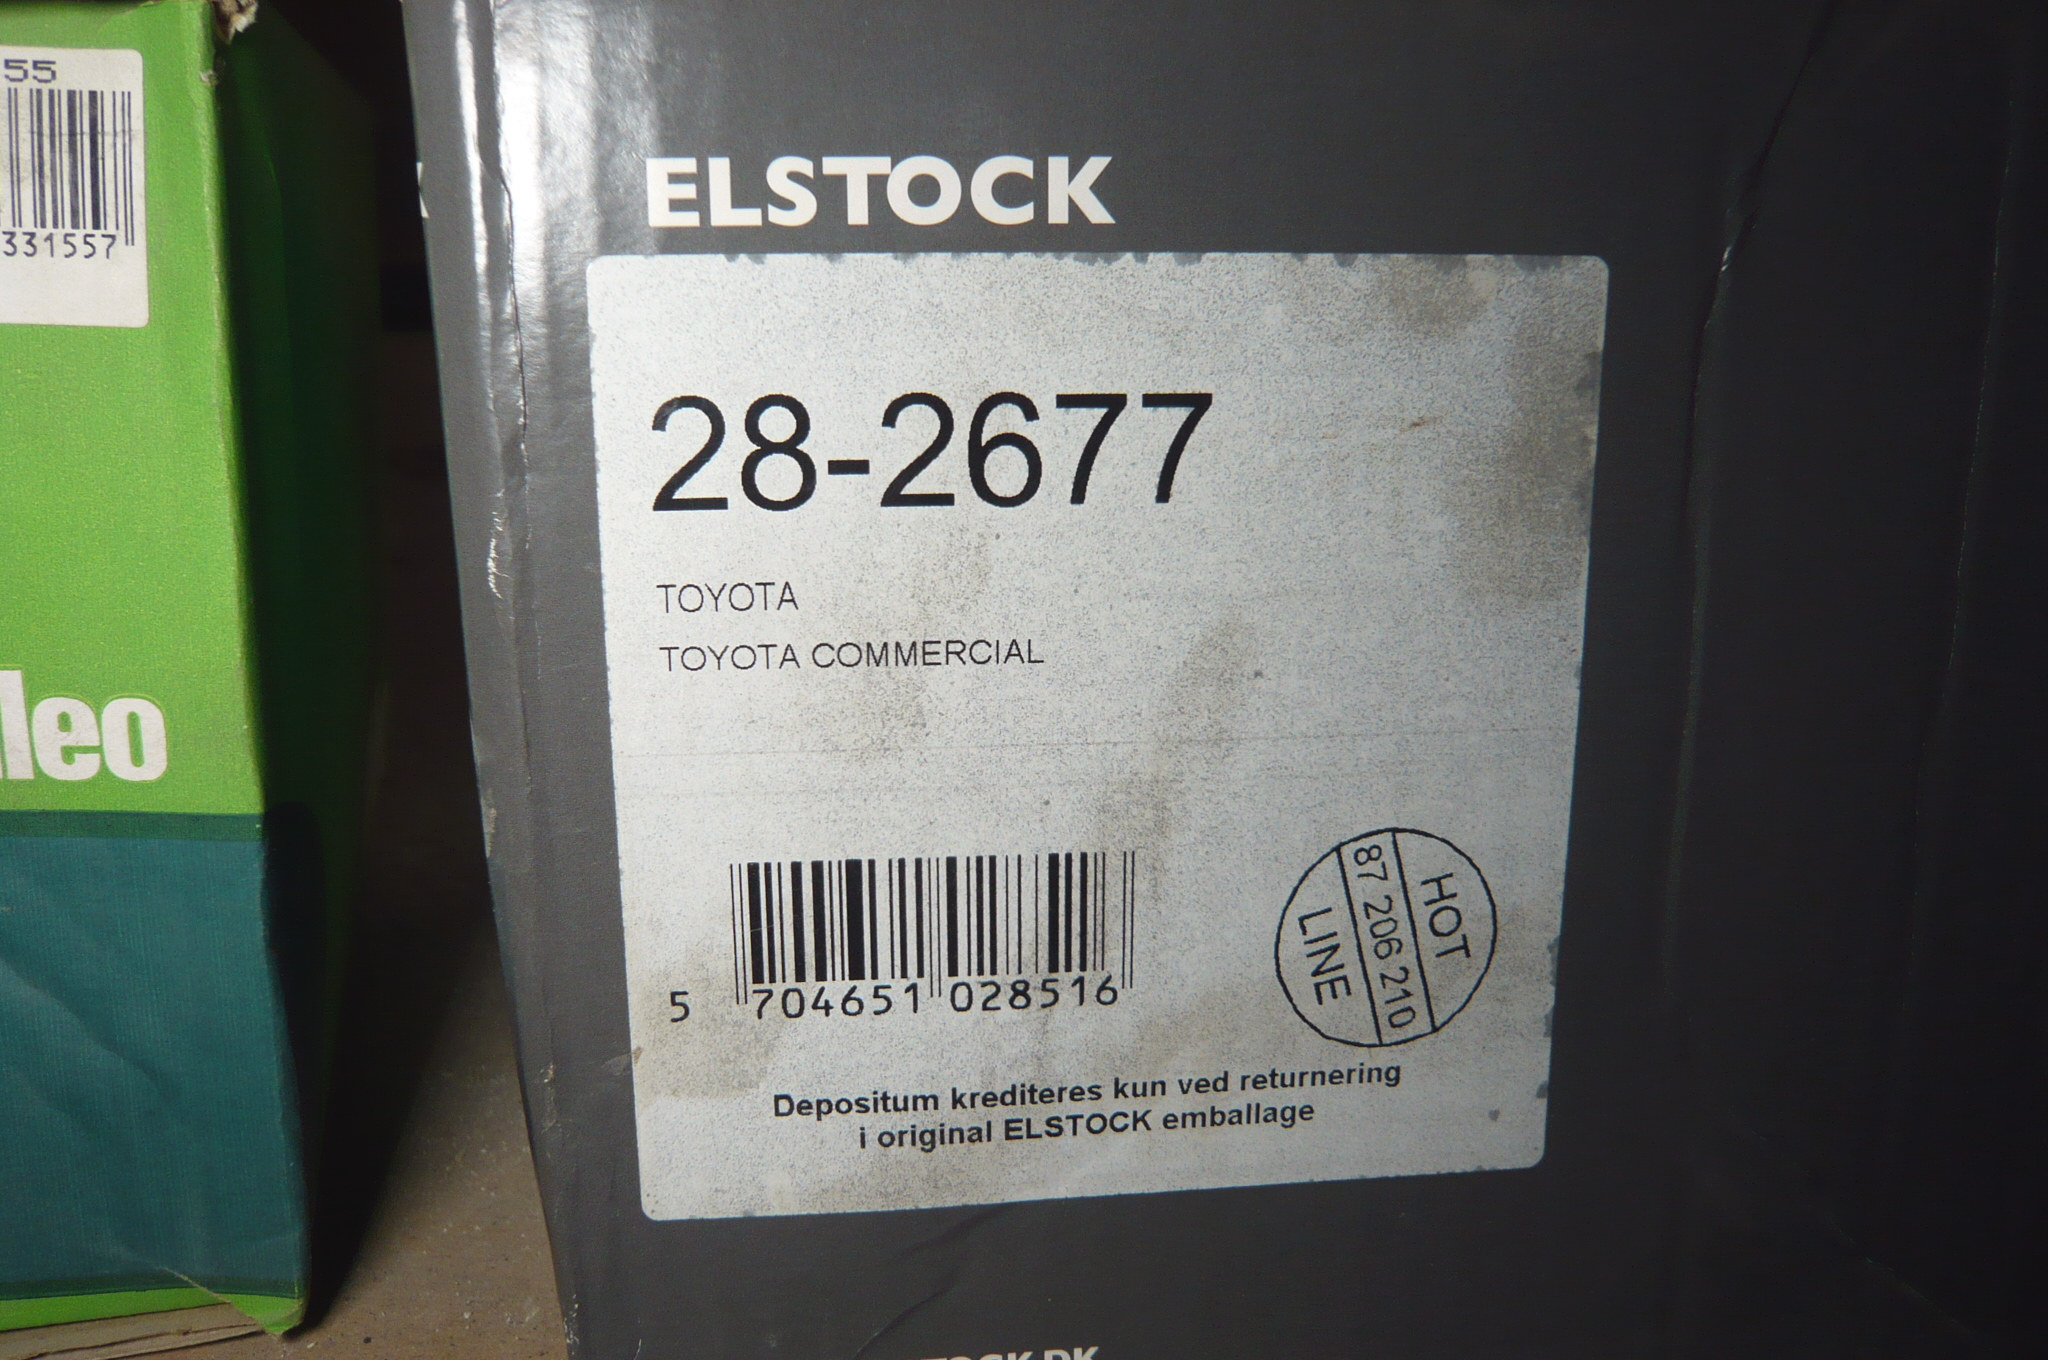 55
331557
leo
ELSTOCK
28-2677
TOYOTA
TOYOTA COMMERCIAL
5 704651 028516
HOT
87 206 210
LINE
Depositum krediteres kun ved returnering
i original ELSTOCK emballage